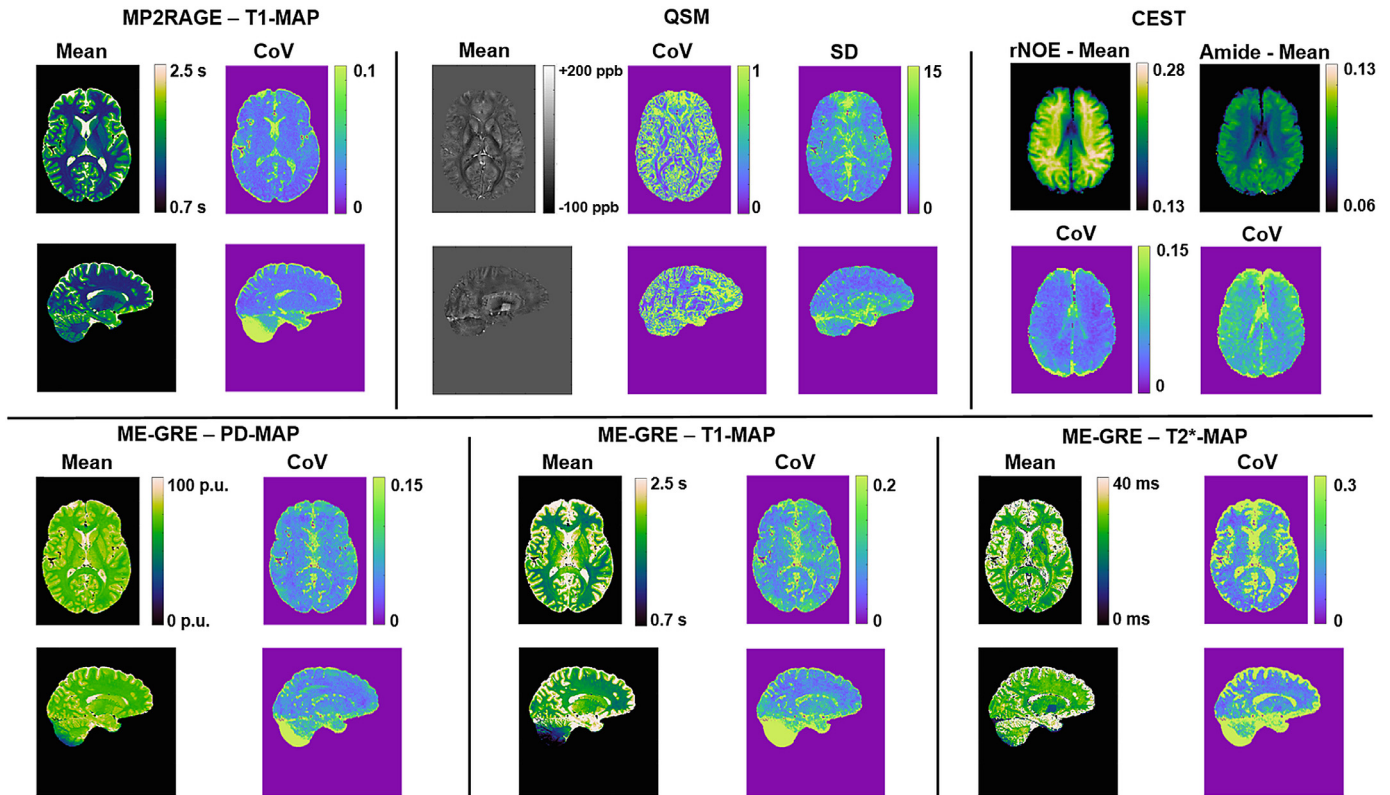 MP2RAGE – T1-MAP
Mean
CoV
2.5 s
0.7 s
0.1
0
QSM
Mean
CoV
SD
+200 ppb
-100 ppb
1
0
15
0
CEST
rNOE - Mean
Amide - Mean
0.28
0.13
0.13
0.06
CoV
CoV
0.15
0
ME-GRE – PD-MAP
Mean
CoV
100 p.u.
0 p.u.
0.15
0
ME-GRE – T1-MAP
Mean
CoV
2.5 s
0.7 s
0.2
0
ME-GRE – T2*-MAP
Mean
CoV
40 ms
0 ms
0.3
0